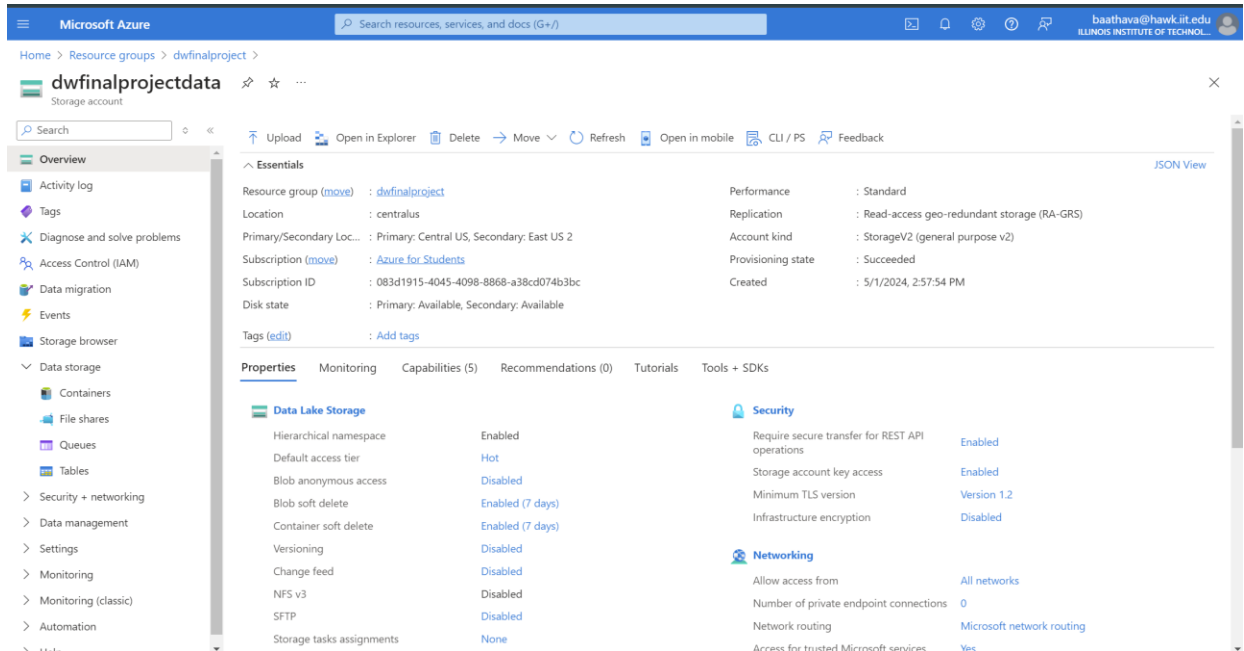 Microsoft Azure
Search resources, services, and docs (G+/)
baathava@hawk.iit.edu
ILLINOIS INSTITUTE OF TECHNOL...
Home > Resource groups > dwfinalproject >
dwfinalprojectdata
Storage account
Search
Overview
Activity log
Tags
Diagnose and solve problems
Access Control (IAM)
Data migration
Events
Storage browser
Data storage
Containers
File shares
Queues
Tables
Security + networking
Data management
Settings
Monitoring
Monitoring (classic)
Automation
Upload Open in Explorer Delete Move Refresh Open in mobile CLI / PS Feedback
Essentials
JSON View
Resource group (move) : dwfinalproject
Location : centralus
Primary/Secondary Loc... : Primary: Central US, Secondary: East US 2
Subscription (move) : Azure for Students
Subscription ID : 083d1915-4045-4098-8868-a38cd074b3bc
Disk state : Primary: Available, Secondary: Available
Tags (edit) : Add tags
Performance : Standard
Replication : Read-access geo-redundant storage (RA-GRS)
Account kind : StorageV2 (general purpose v2)
Provisioning state : Succeeded
Created : 5/1/2024, 2:57:54 PM
Properties Monitoring Capabilities (5) Recommendations (0) Tutorials Tools + SDKs
Data Lake Storage
Hierarchical namespace Enabled
Default access tier Hot
Blob anonymous access Disabled
Blob soft delete Enabled (7 days)
Container soft delete Enabled (7 days)
Versioning Disabled
Change feed Disabled
NFS v3 Disabled
SFTP Disabled
Storage tasks assignments None
Security
Require secure transfer for REST API operations Enabled
Storage account key access Enabled
Minimum TLS version Version 1.2
Infrastructure encryption Disabled
Networking
Allow access from All networks
Number of private endpoint connections 0
Network routing Microsoft network routing
Access for trusted Microsoft services Yes